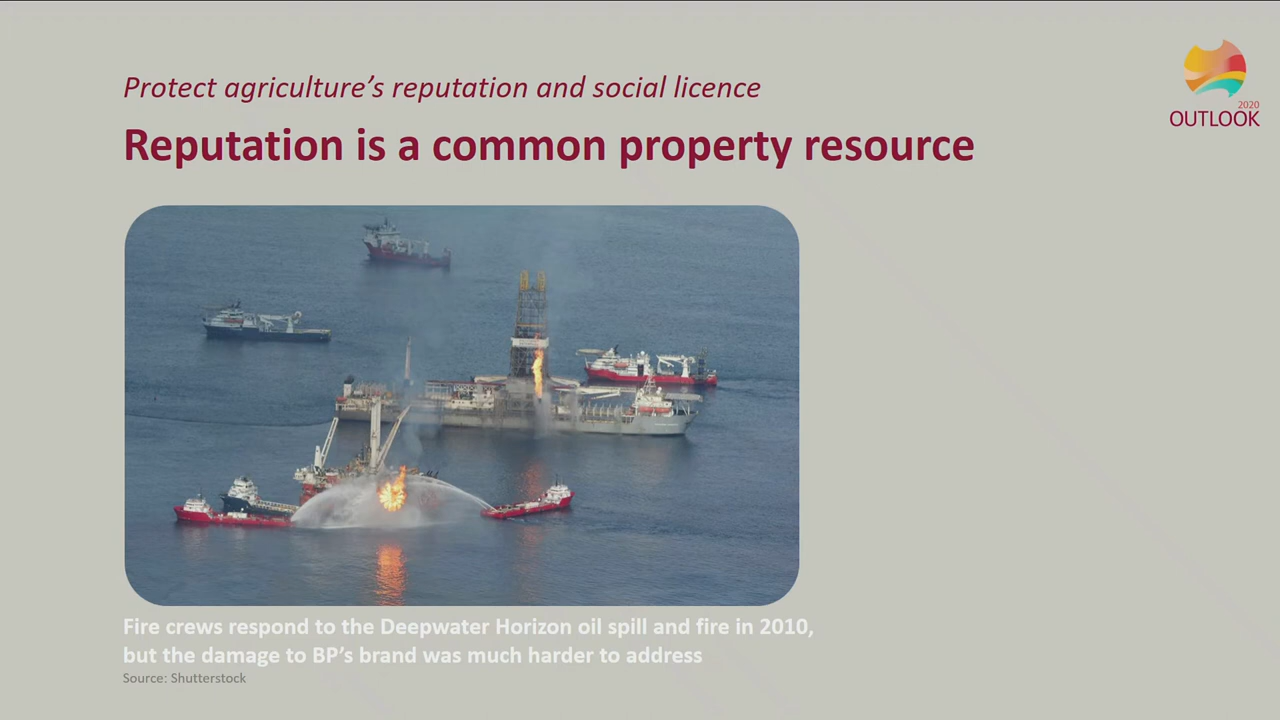 Protect agriculture's reputation and social licence
Reputation is a common property resource
2020
OUTLOOK
Fire crews respond to the Deepwater Horizon oil spill and fire in 2010,
but the damage to BP's brand was much harder to address
Source: Shutterstock